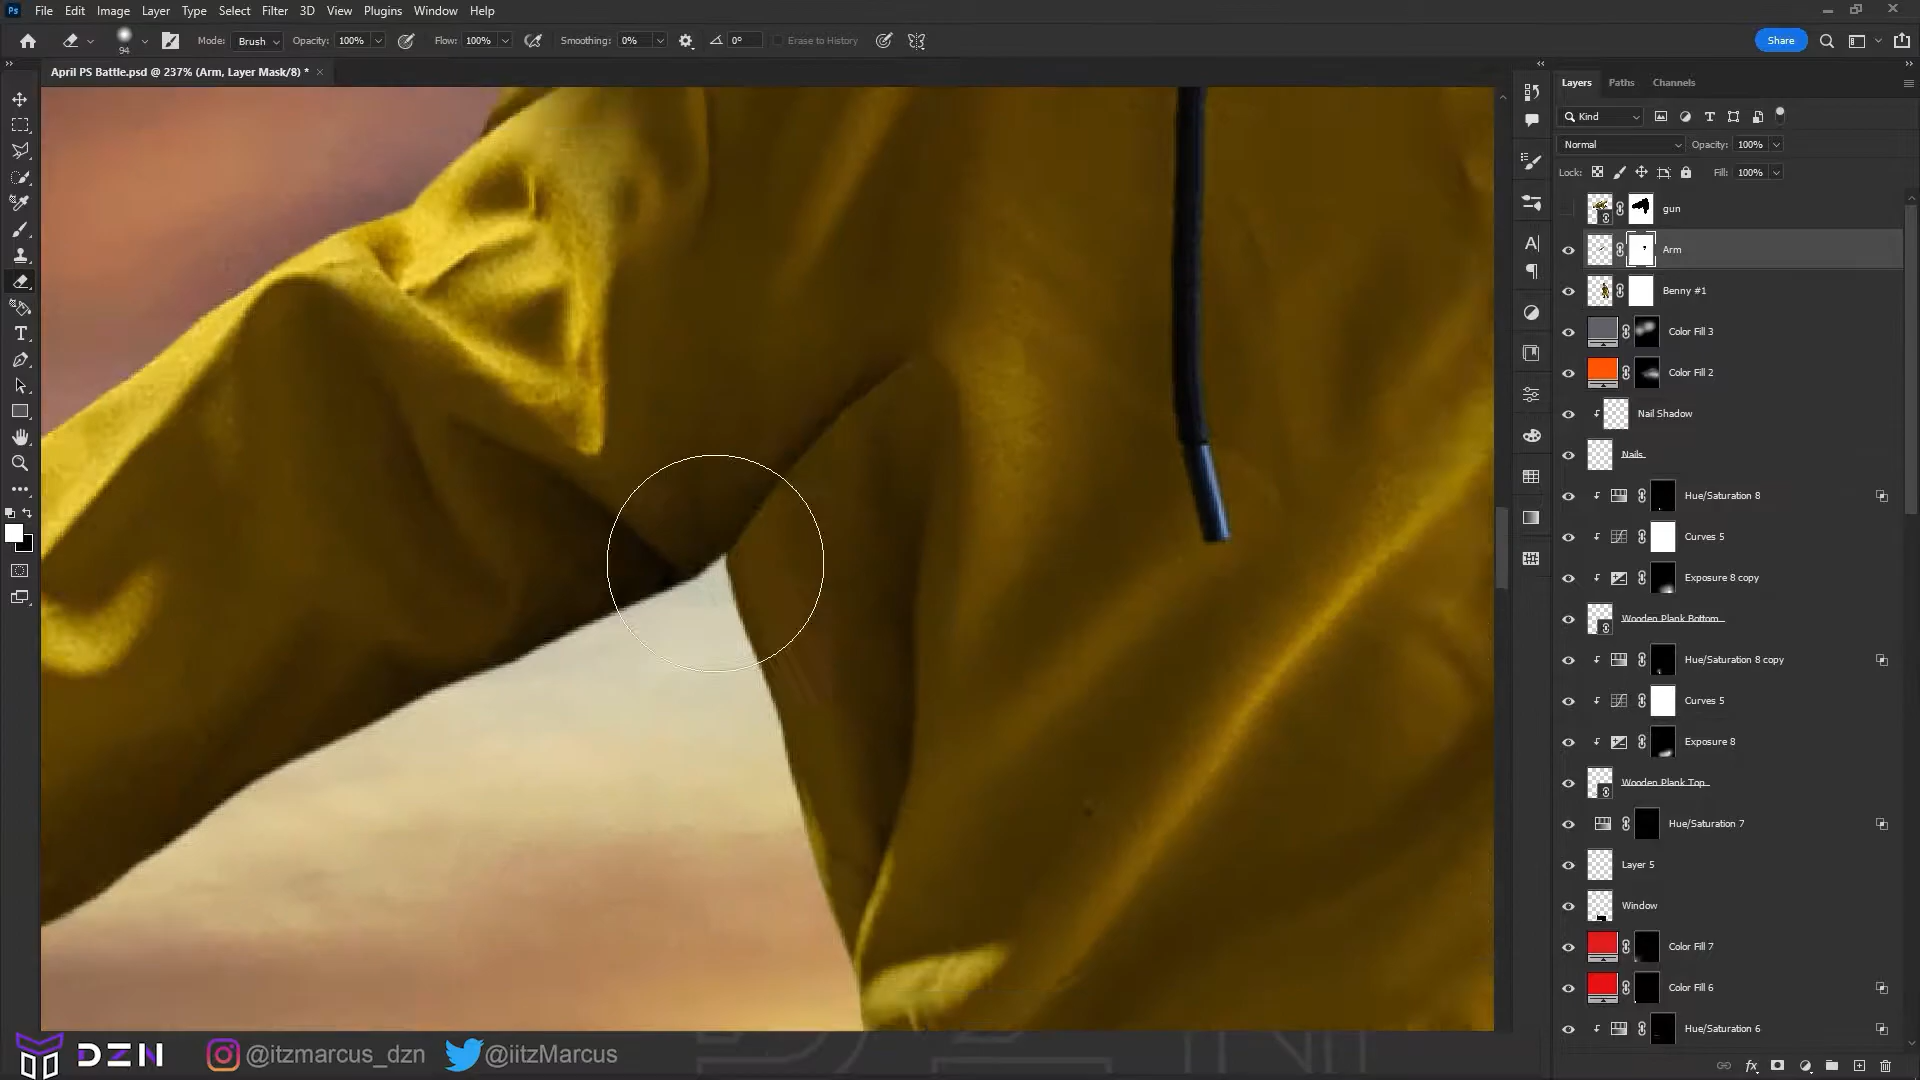 Ps File Edit Image Layer Type Select Filter 3D View Plugins Window Help
94 Mode: Brush Opacity: 100% Flow: 100% Smoothing: 0% 0° Erase to History Share
April PS Battle.psd @ 237% (Arm, Layer Mask/8) * ×
Layers Paths Channels
Kind
Normal Opacity: 100%
Lock: Fill: 100%
gun
Arm
Benny #1
Color Fill 3
Color Fill 2
Nail Shadow
Nails
Hue/Saturation 8
Curves 5
Exposure 8 copy
Wooden Plank Bottom
Hue/Saturation 8 copy
Curves 5
Exposure 8
Wooden Plank Top
Hue/Saturation 7
Layer 5
Window
Color Fill 7
Color Fill 6
Hue/Saturation 6
DZN @itzmarcus_dzn @iitzMarcus